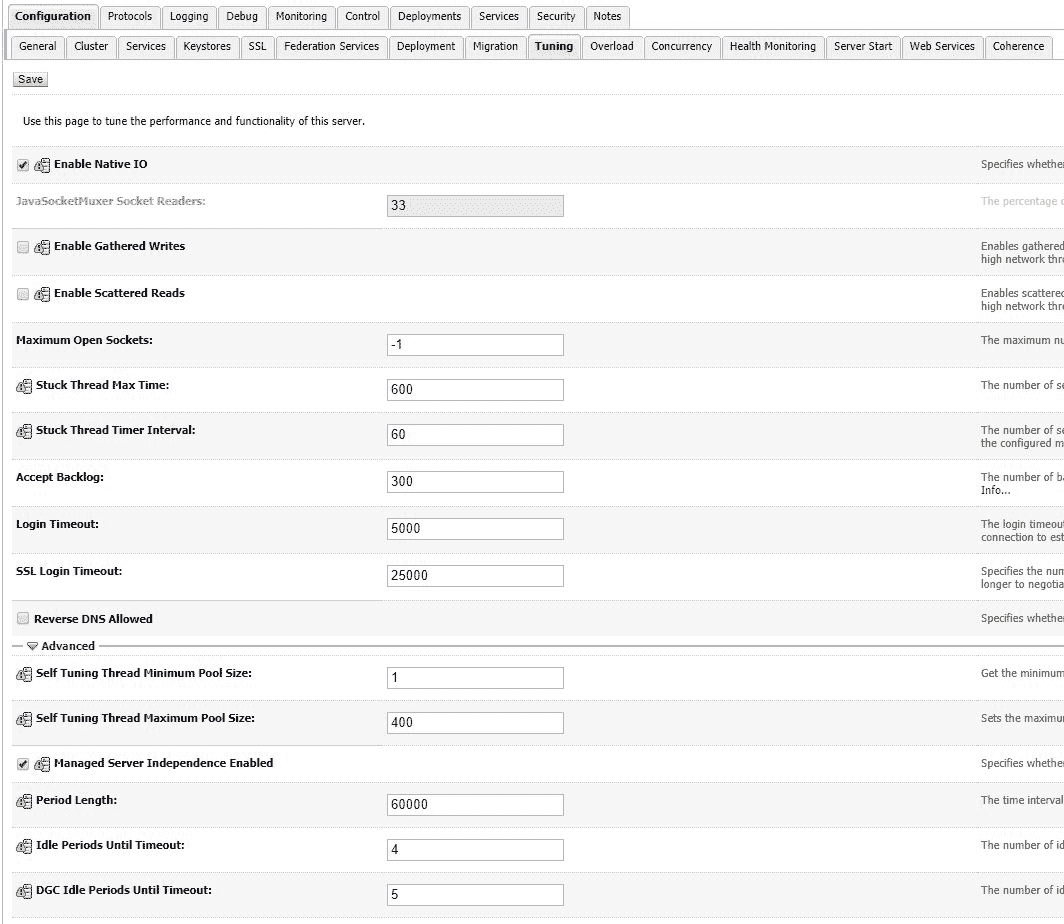 Configuration Protocols Logging Debug Monitoring Control Deployments Services Security Notes
General Cluster Services Keystores SSL Federation Services Deployment Migration Tuning Overload Concurrency Health Monitoring Server Start Web Services Coherence
Save
Use this page to tune the performance and functionality of this server.
Enable Native IO Specifies whethe
JavaSocketMuxer Socket Readers: 33 The percentage
Enable Gathered Writes Enables gathered
high network thr
Enable Scattered Reads Enables scattered
high network thr
Maximum Open Sockets: -1 The maximum nu
Stuck Thread Max Time: 600 The number of se
Stuck Thread Timer Interval: 60 The number of se
the configured m
Accept Backlog: 300 The number of ba
Info...
Login Timeout: 5000 The login timeout
connection to est
SSL Login Timeout: 25000 Specifies the num
longer to negotia
Reverse DNS Allowed Specifies whethe
Advanced
Self Tuning Thread Minimum Pool Size: 1 Get the minimum
Self Tuning Thread Maximum Pool Size: 400 Sets the maximu
Managed Server Independence Enabled Specifies whethe
Period Length: 60000 The time interval
Idle Periods Until Timeout: 4 The number of id
DGC Idle Periods Until Timeout: 5 The number of id